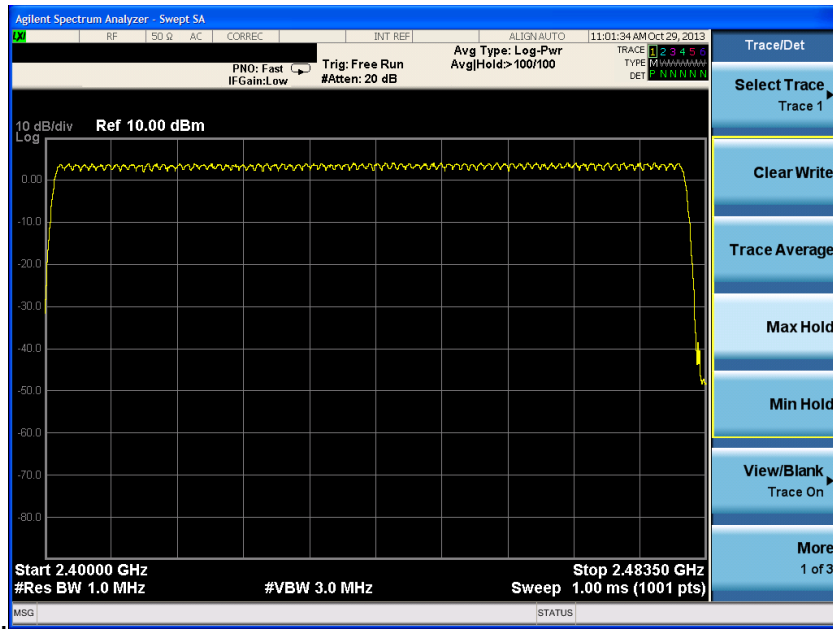 Agilent Spectrum Analyzer - Swept SA
LXI RF 50 Ω AC CORREC INT REF ALIGN AUTO 11:01:34 AM Oct 29, 2013
PNO: Fast
IFGain:Low
Trig: Free Run
#Atten: 20 dB
Avg Type: Log-Pwr
Avg|Hold:>100/100
TRACE 1 2 3 4 5 6
TYPE M WWWWW
DET P N N N N N
10 dB/div Ref 10.00 dBm
Log
0.00
-10.0
-20.0
-30.0
-40.0
-50.0
-60.0
-70.0
-80.0
Start 2.40000 GHz Stop 2.48350 GHz
#Res BW 1.0 MHz #VBW 3.0 MHz Sweep 1.00 ms (1001 pts)
MSG STATUS
Trace/Det
Select Trace
Trace 1
Clear Write
Trace Average
Max Hold
Min Hold
View/Blank
Trace On
More
1 of 3